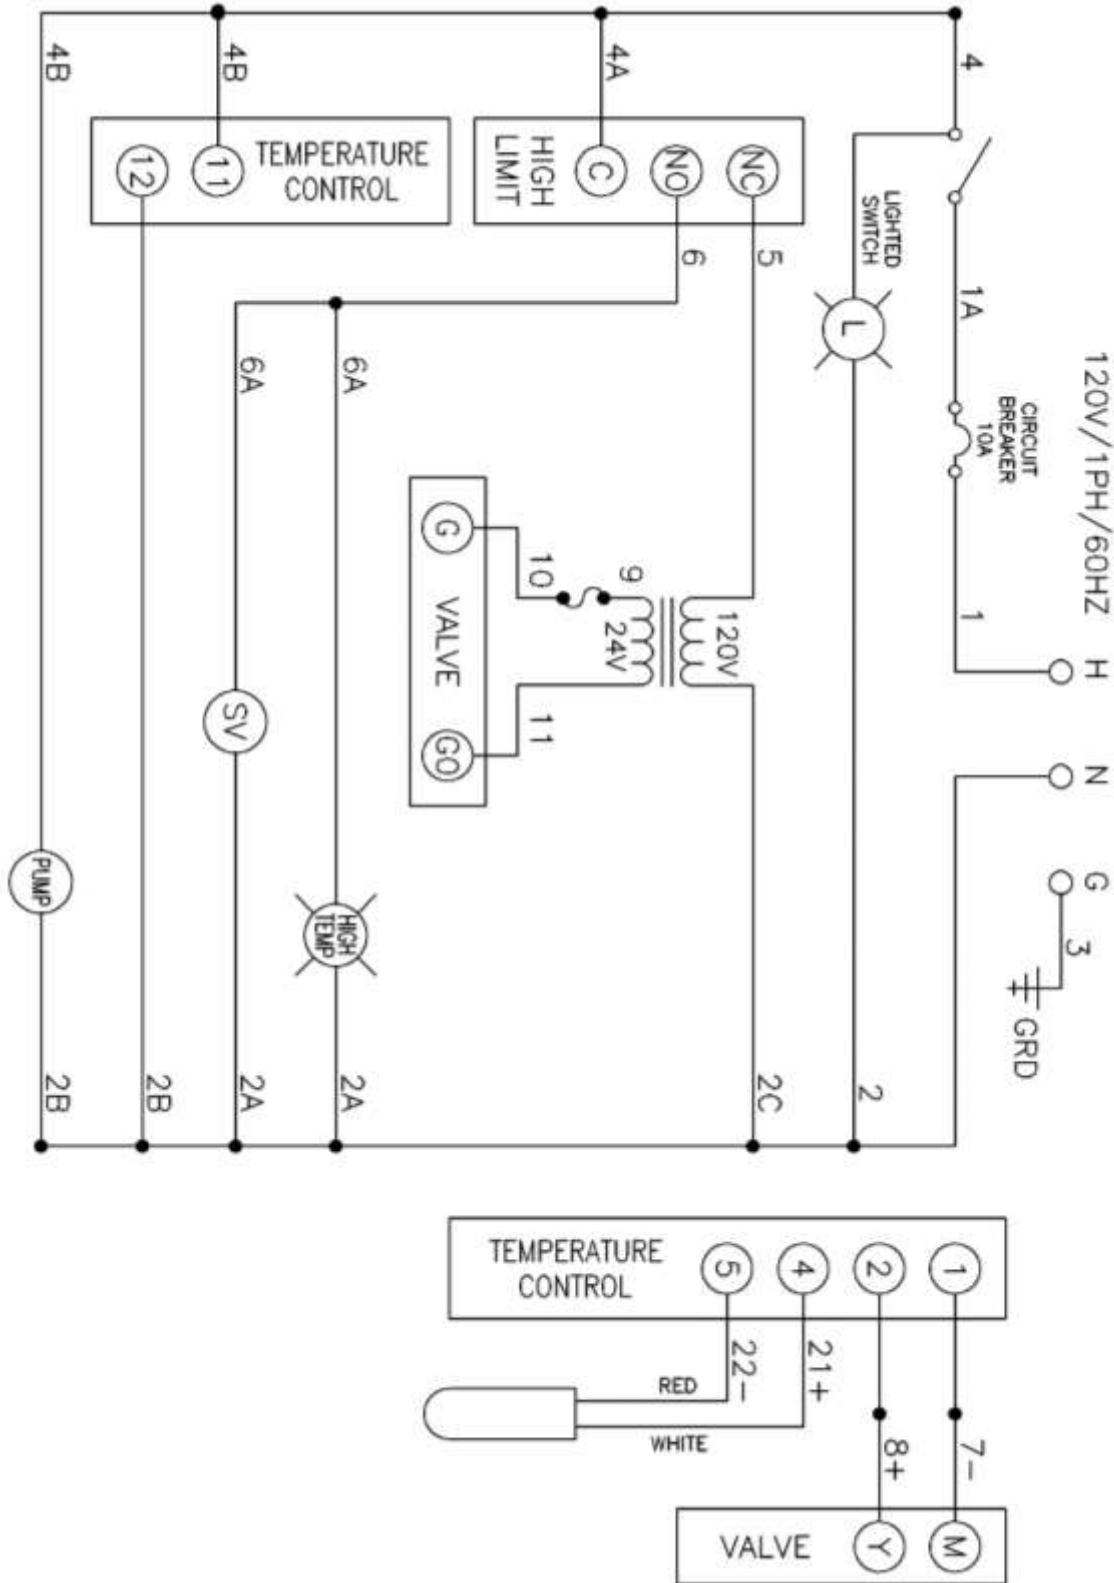 120V/1PH/60HZ
H
N
G
1
3
GRD
CIRCUIT
BREAKER
10A
1A
4
LIGHTED
SWITCH
L
2
NC
NO
C
HIGH
LIMIT
4A
5
6
120V
24V
2C
9
10
11
G
VALVE
GO
6A
HIGH
TEMP
2A
6A
SV
2A
4B
TEMPERATURE
CONTROL
11
12
2B
4B
PUMP
2B
TEMPERATURE
CONTROL
5
4
2
1
22-
21+
RED
WHITE
8+
7-
VALVE
Y
M